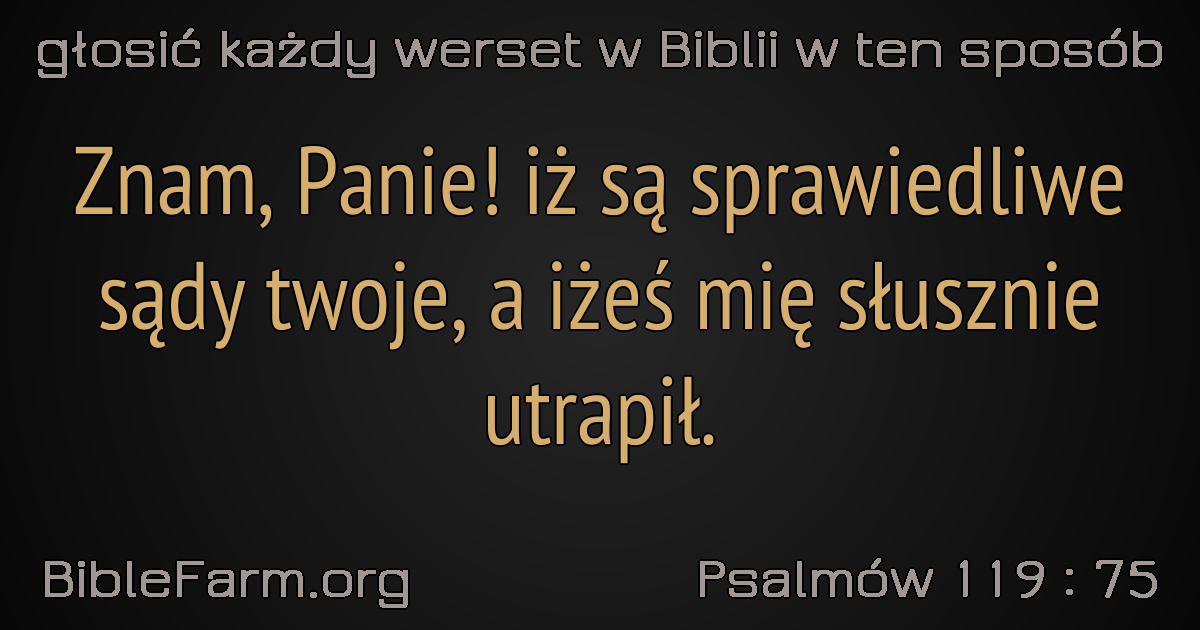 głosić każdy werset w Biblii w ten sposób
Znam, Panie! iż są sprawiedliwe
sądy twoje, a iżeś mię słusznie
utrapił.
BibleFarm.org
Psalmów 119 : 75